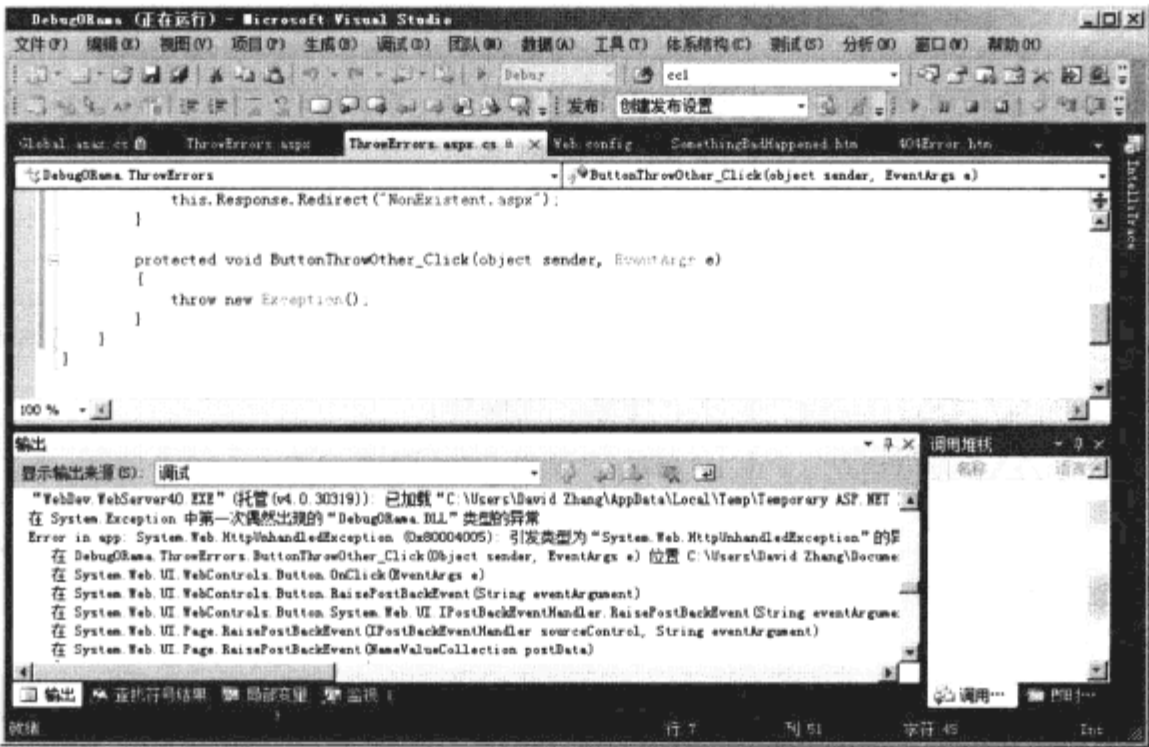 DebugORama (正在运行) - Microsoft Visual Studio
文件(F) 编辑(E) 视图(V) 项目(P) 生成(B) 调试(D) 团队(M) 数据(A) 工具(T) 体系结构(C) 测试(S) 分析(N) 窗口(W) 帮助(H)
Debug ccl
发布: 创建发布设置
Global.asax.cs ThrowErrors.aspx ThrowErrors.aspx.cs Web.config SomethingBadHappened.htm 404Error.htm
IntelliTrace
DebugORama.ThrowErrors ButtonThrowOther_Click(object sender, EventArgs e)
this.Response.Redirect("NonExistent.aspx");
}
protected void ButtonThrowOther_Click(object sender, EventArgs e)
{
throw new Exception();
}
}
}
100 %
输出
显示输出来源(S): 调试
"WebDev.WebServer40.EXE" (托管(v4.0.30319)): 已加载 "C:\Users\David Zhang\AppData\Local\Temp\Temporary ASP.NET
在 System.Exception 中第一次偶然出现的 "DebugORama.DLL" 类型的异常
Error in app: System.Web.HttpUnhandledException (0x80004005): 引发类型为 "System.Web.HttpUnhandledException" 的异
在 DebugORama.ThrowErrors.ButtonThrowOther_Click(Object sender, EventArgs e) 位置 C:\Users\David Zhang\Docume
在 System.Web.UI.WebControls.Button.OnClick(EventArgs e)
在 System.Web.UI.WebControls.Button.RaisePostBackEvent(String eventArgument)
在 System.Web.UI.WebControls.Button.System.Web.UI.IPostBackEventHandler.RaisePostBackEvent(String eventArgume
在 System.Web.UI.Page.RaisePostBackEvent(IPostBackEventHandler sourceControl, String eventArgument)
在 System.Web.UI.Page.RaisePostBackEvent(NameValueCollection postData)
调用堆栈
名称 语言
输出 查找符号结果 局部变量 监视 1
调用… 即时…
就绪 行 7 列 51 字符 45 Ins